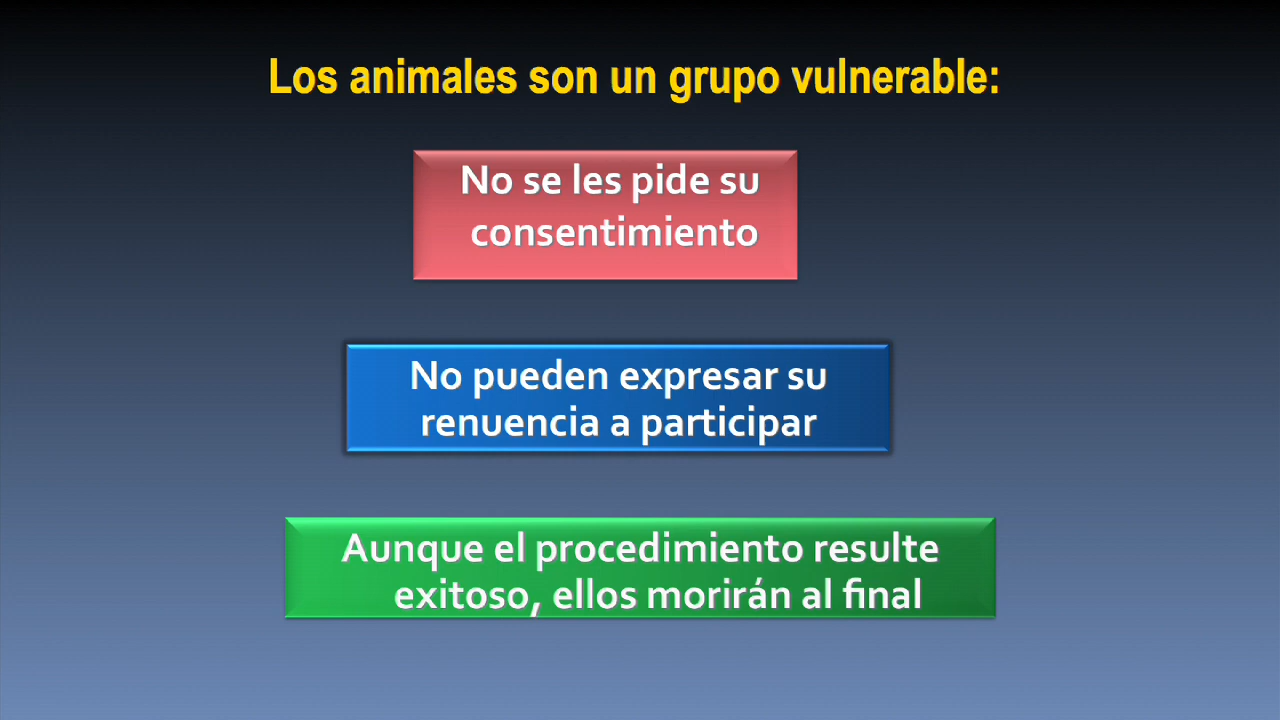 Los animales son un grupo vulnerable:
No se les pide su
consentimiento
No pueden expresar su
renuencia a participar
Aunque el procedimiento resulte
exitoso, ellos morirán al final